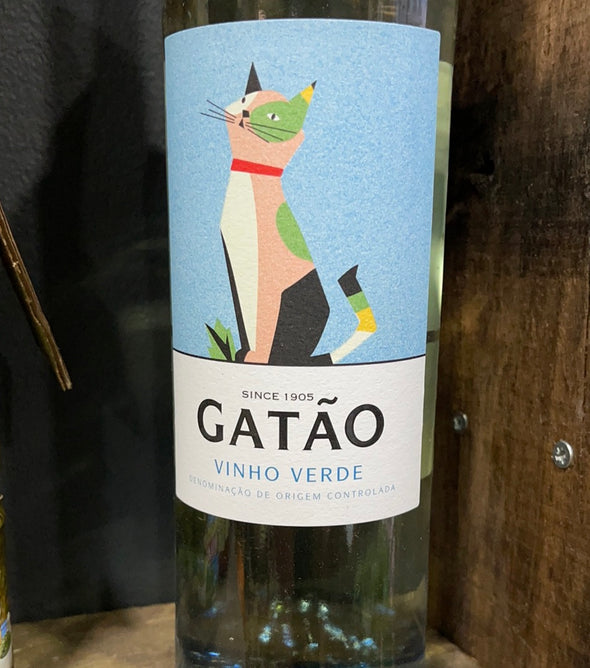 SINCE 1905
GATÃO
VINHO VERDE
DENOMINAÇÃO DE ORIGEM CONTROLADA